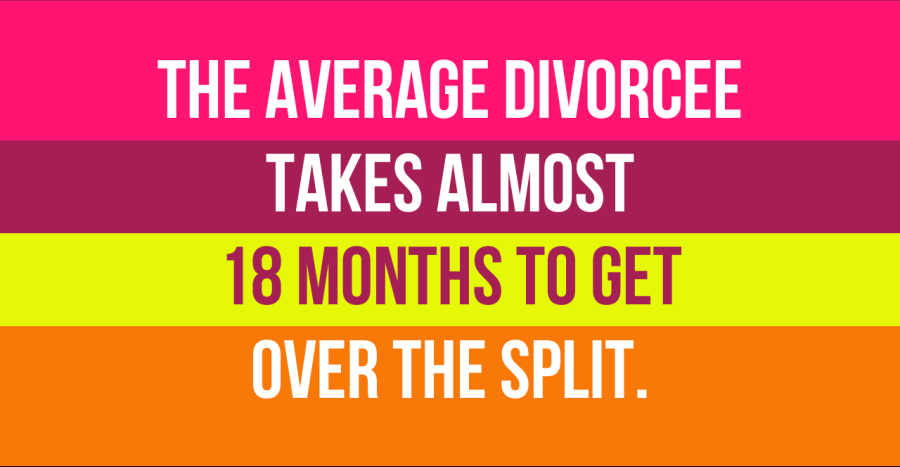 THE AVERAGE DIVORCEE
TAKES ALMOST
18 MONTHS TO GET
OVER THE SPLIT.